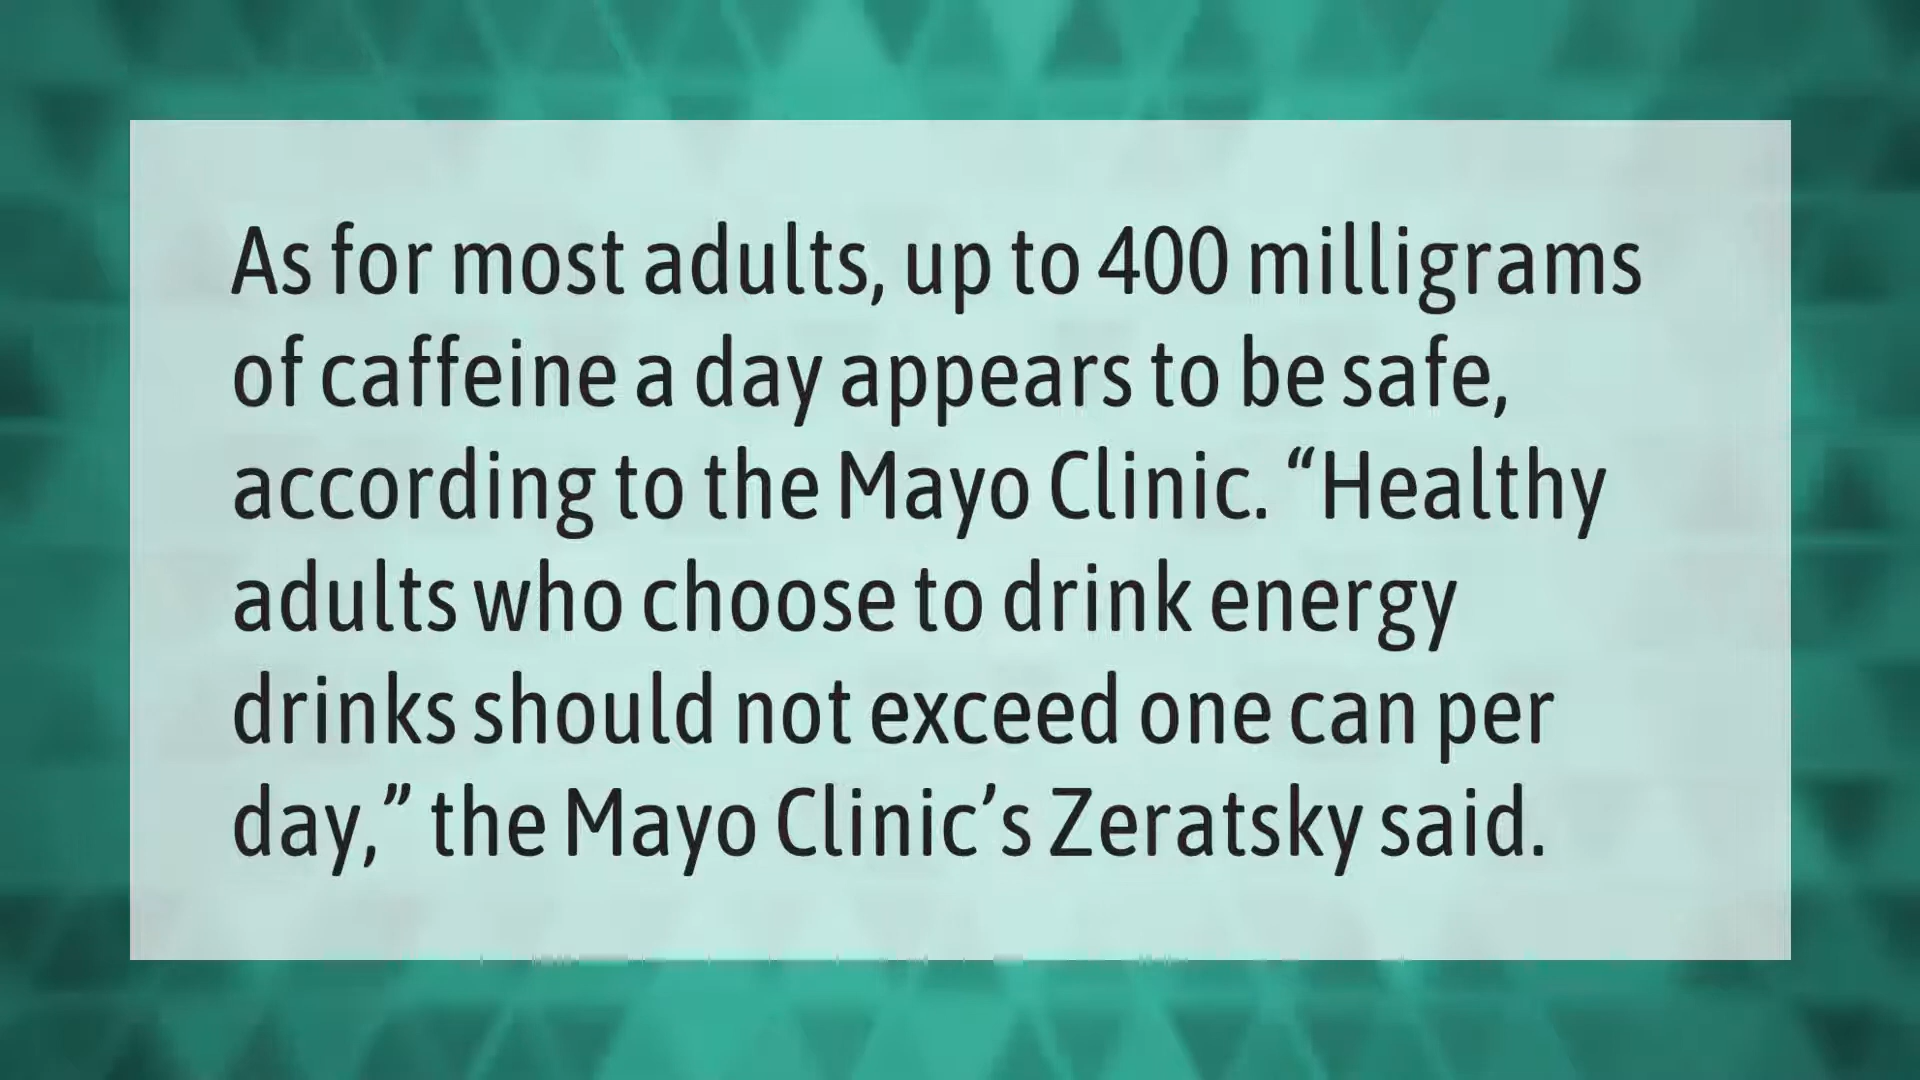 As for most adults, up to 400 milligrams
of caffeine a day appears to be safe,
according to the Mayo Clinic. “Healthy
adults who choose to drink energy
drinks should not exceed one can per
day,” the Mayo Clinic’s Zeratsky said.